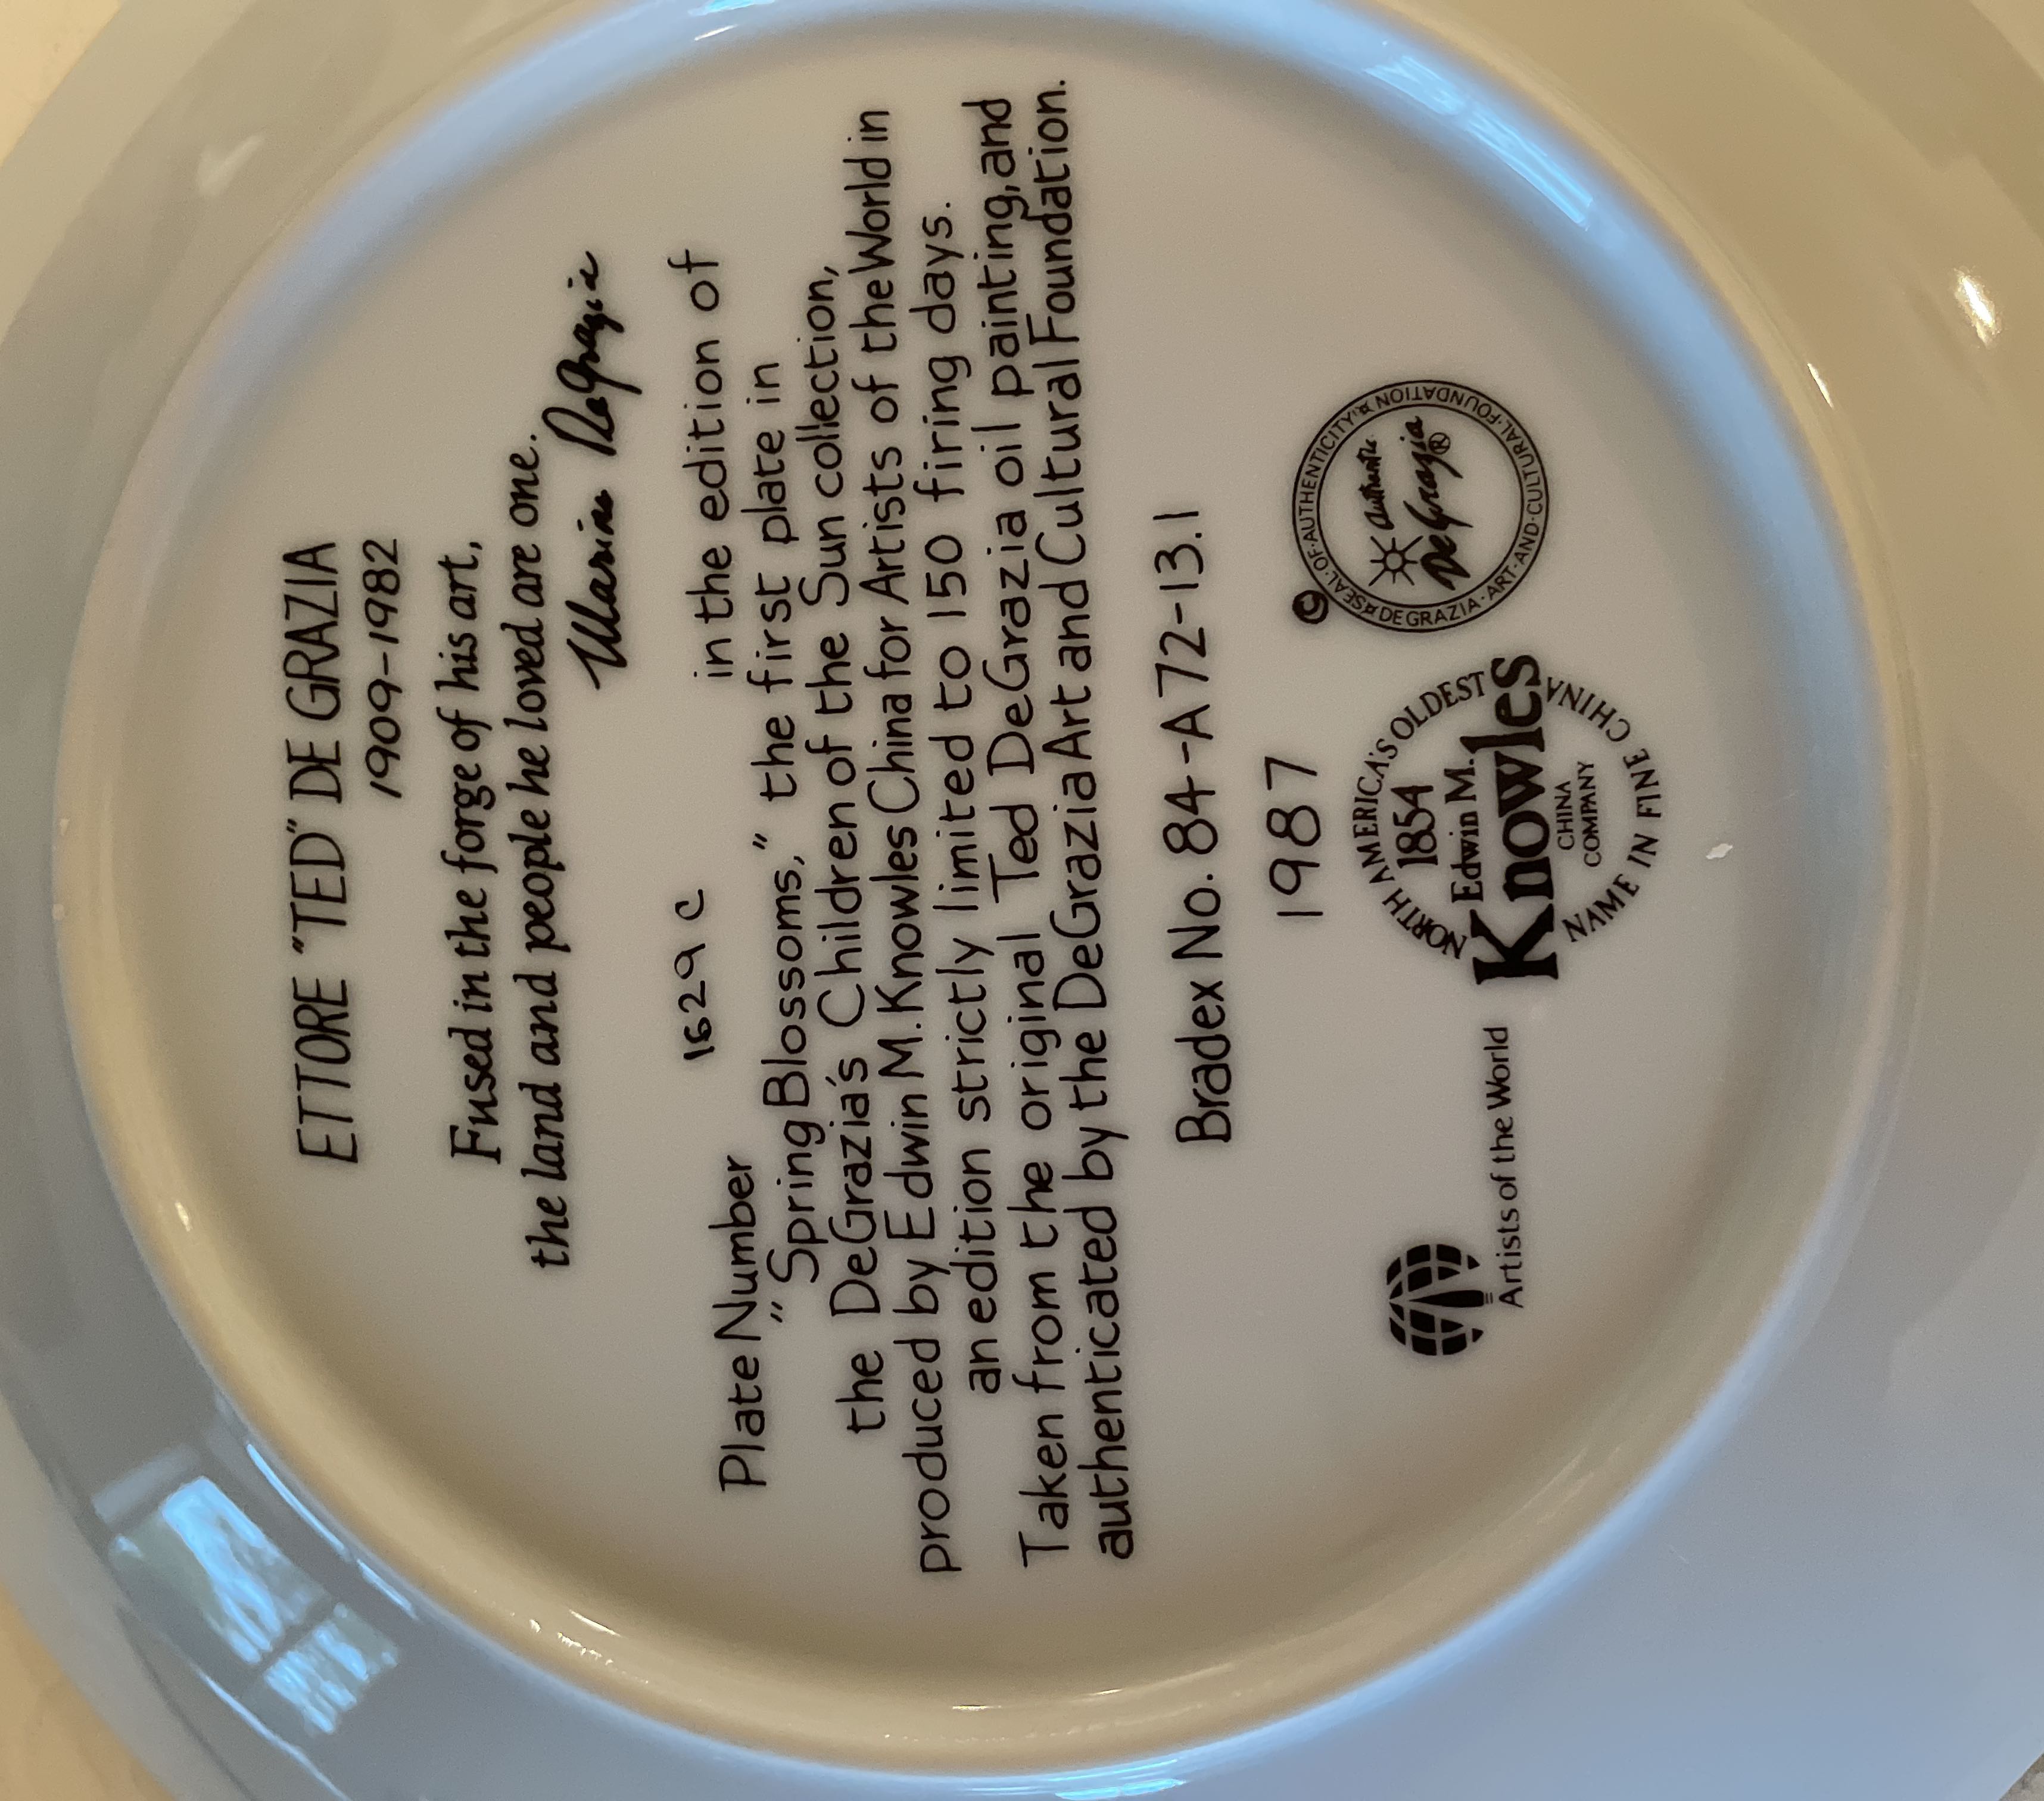 ETTORE "TED" DE GRAZIA
1909-1982
Fused in the forge of his art,
the land and people he loved are one.
Marion DeGrazia
Plate Number 1629 C in the edition of
"Spring Blossoms," the first plate in
the DeGrazia's Children of the Sun collection,
produced by Edwin M. Knowles China for Artists of the World in
an edition strictly limited to 150 firing days.
Taken from the original Ted DeGrazia oil painting, and
authenticated by the DeGrazia Art and Cultural Foundation.
Bradex No. 84-A72-13.1
1987
Artists of the World
NORTH AMERICA'S OLDEST
1854
Edwin M.
Knowles
CHINA
COMPANY
NAME IN FINE CHINA
©
SEAL·OF·AUTHENTICITY
DEGRAZIA·ART·AND·CULTURAL·FOUNDATION
Authentic
DeGrazia®